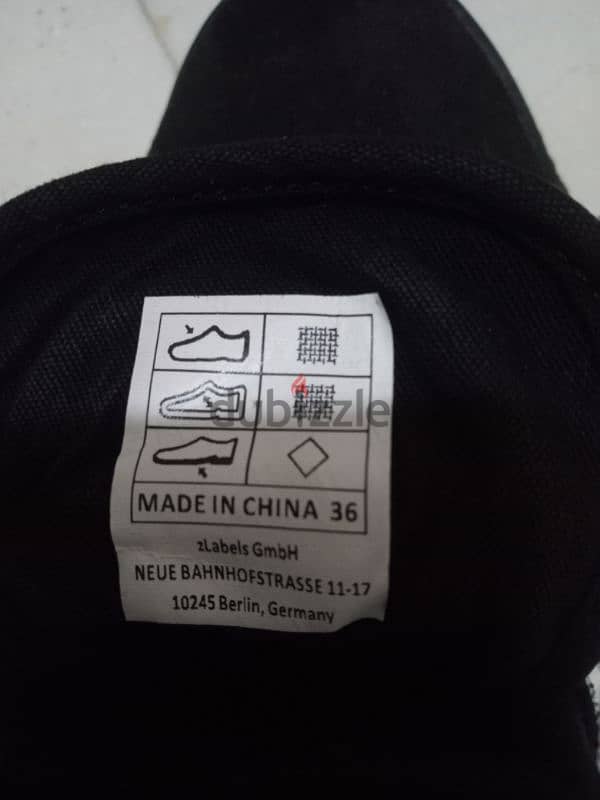 dubizzle
MADE IN CHINA 36
zLabels GmbH
NEUE BAHNHOFSTRASSE 11-17
10245 Berlin, Germany